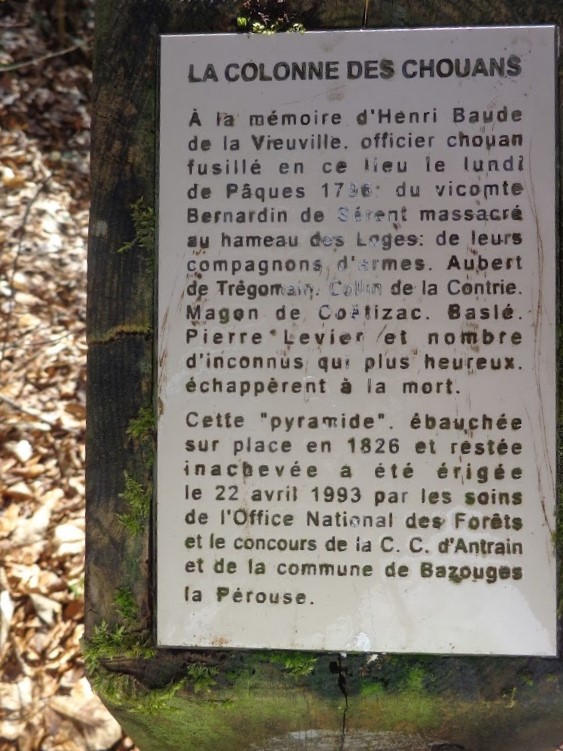 LA COLONNE DES CHOUANS
À la mémoire d'Henri Baude
de la Vieuville. officier chouan
fusillé en ce lieu le lundi
de Pâques 1796: du vicomte
Bernardin de Sérent massacré
au hameau des Loges: de leurs
compagnons d'armes. Aubert
de Trégomain. Collin de la Contrie.
Magon de Coëtizac. Baslé.
Pierre Levier et nombre
d'inconnus qui plus heureux.
échappèrent à la mort.
Cette "pyramide". ébauchée
sur place en 1826 et restée
inachevée a été érigée
le 22 avril 1993 par les soins
de l'Office National des Forêts
et le concours de la C. C. d'Antrain
et de la commune de Bazouges
la Pérouse.